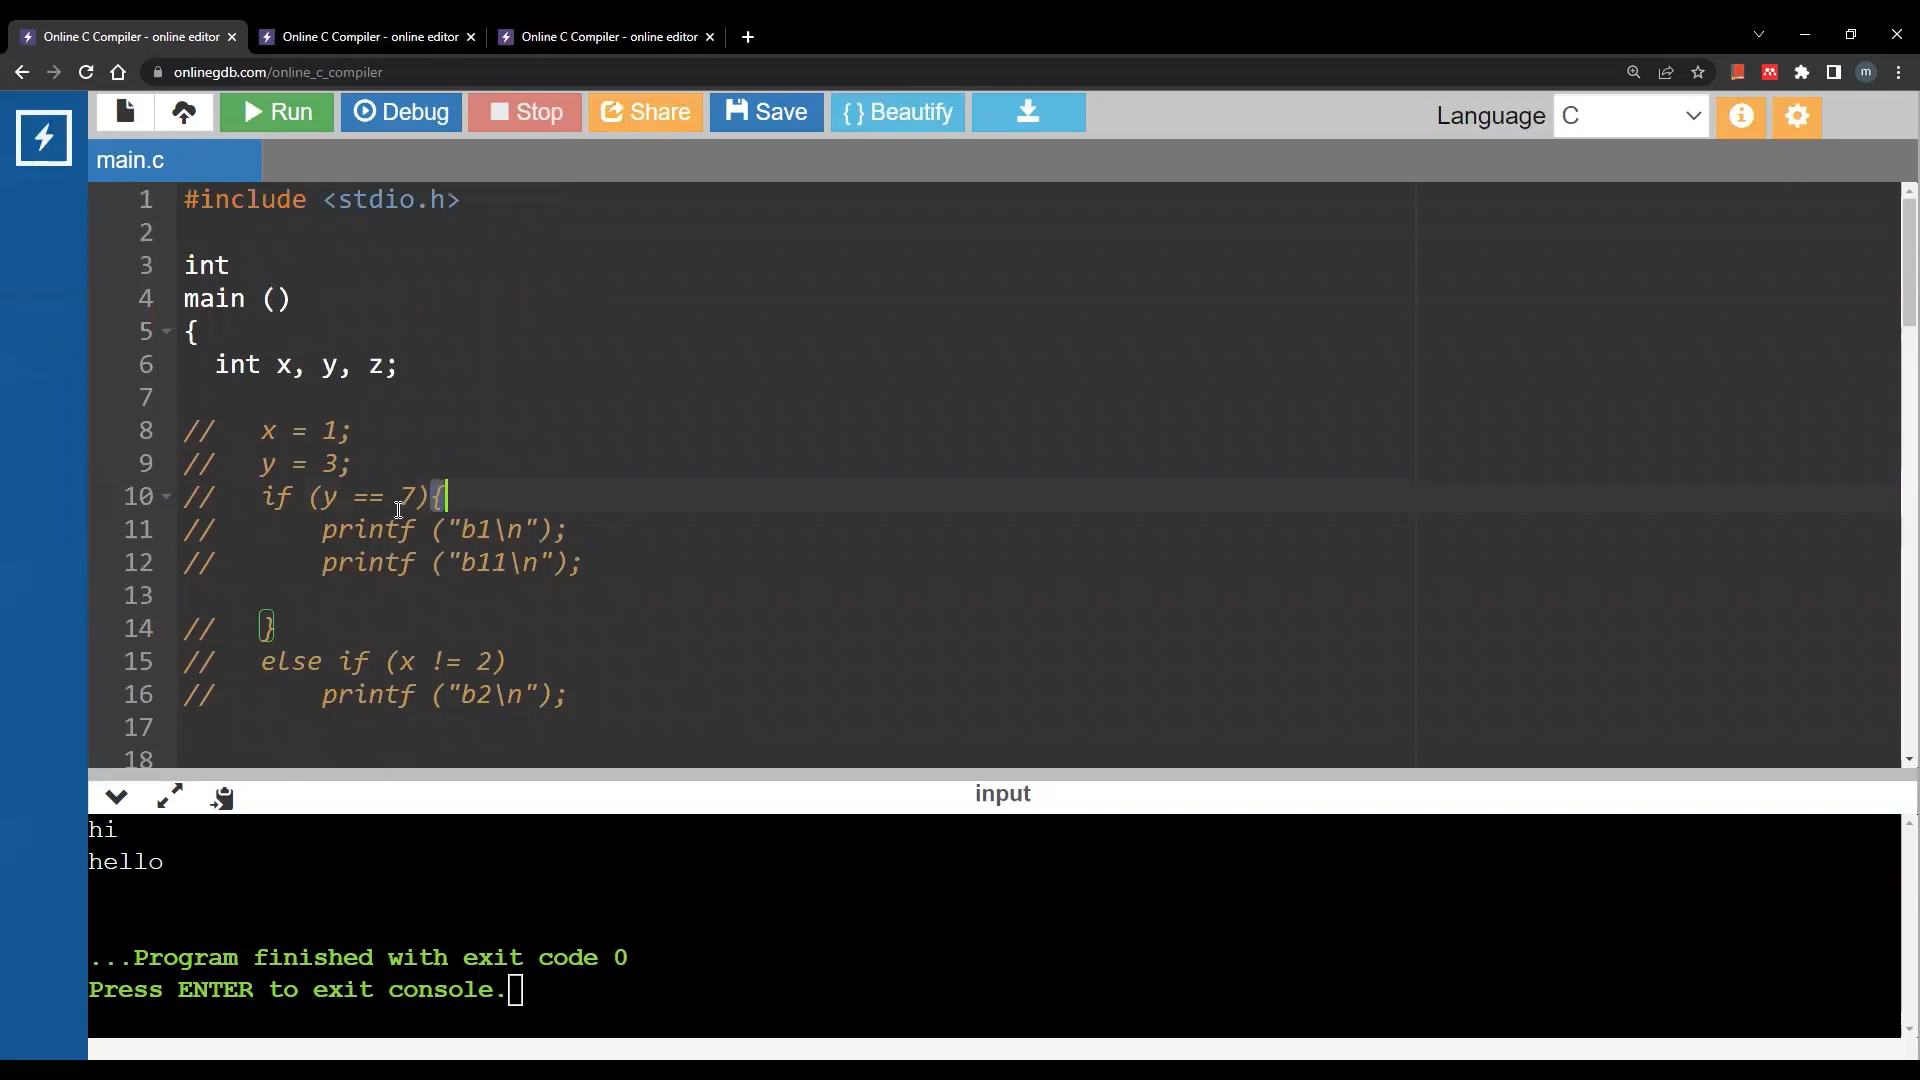 Online C Compiler - online editor
Online C Compiler - online editor
Online C Compiler - online editor
onlinegdb.com/online_c_compiler
m
Run
Debug
Stop
Share
Save
{ } Beautify
Language
C
main.c
1 #include <stdio.h>
2
3 int
4 main ()
5 {
6 int x, y, z;
7
8 // x = 1;
9 // y = 3;
10 // if (y == 7){
11 // printf ("b1\n");
12 // printf ("b11\n");
13
14 // }
15 // else if (x != 2)
16 // printf ("b2\n");
17
18
input
hi
hello
...Program finished with exit code 0
Press ENTER to exit console.